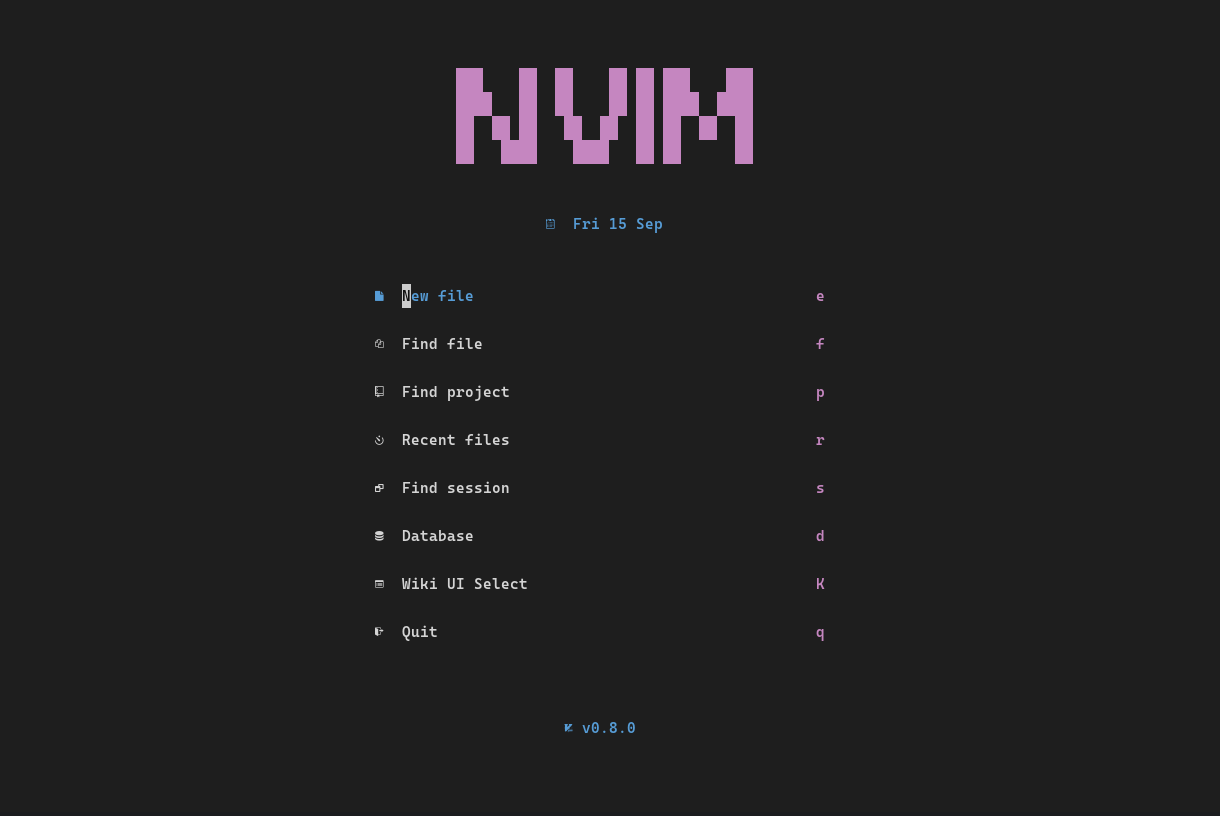 NVIM
Fri 15 Sep
New file e
Find file f
Find project p
Recent files r
Find session s
Database d
Wiki UI Select K
Quit q
v0.8.0